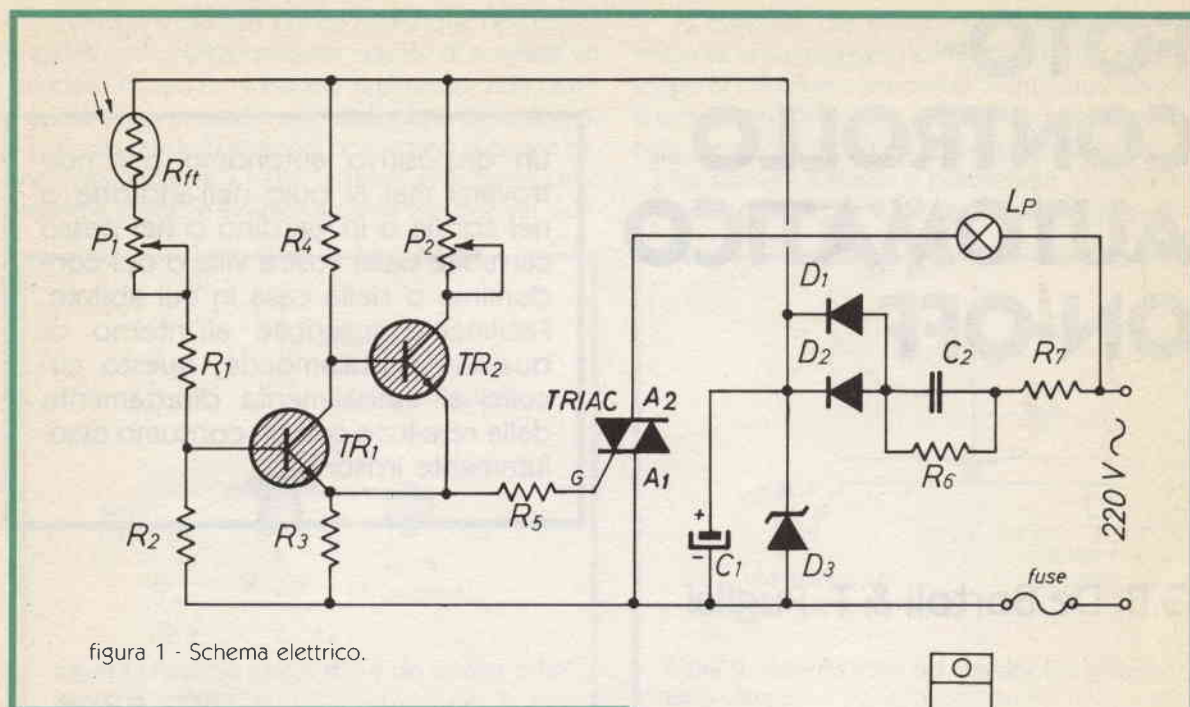 Rft
P1
R1
R2
R4
TR1
R3
P2
TR2
R5
G
TRIAC
A2
A1
LP
D1
D2
C2
R7
R6
+
-
C1
D3
220 V ~
fuse
figura 1 - Schema elettrico.